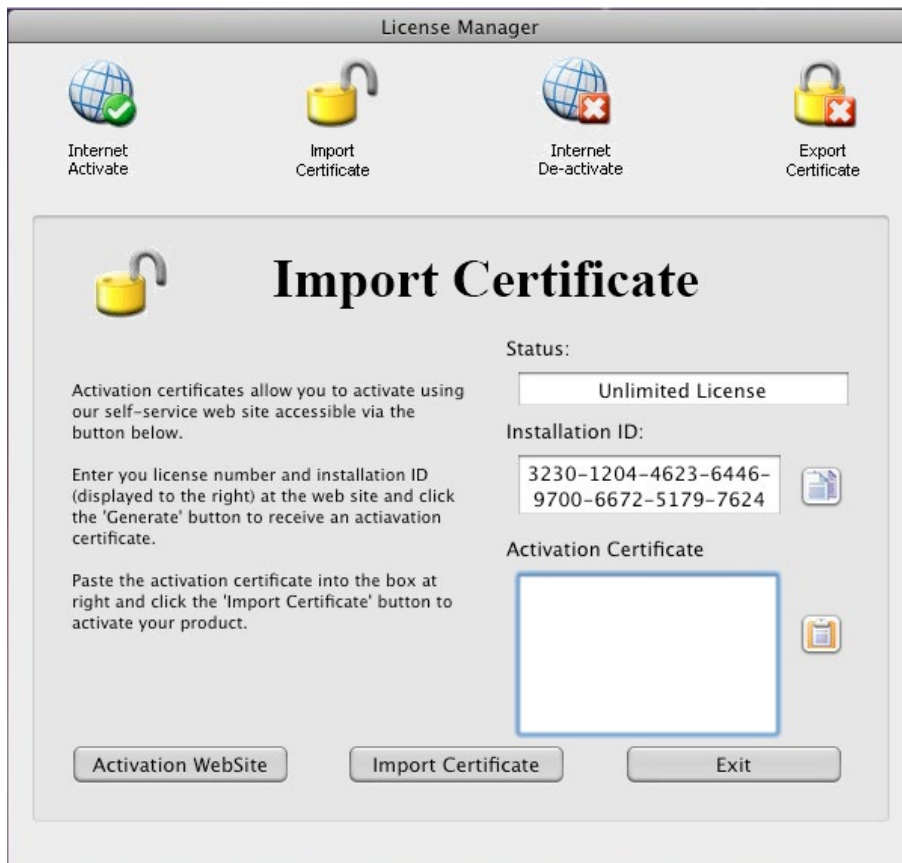 License Manager
Internet
Activate
Import
Certificate
Internet
De-activate
Export
Certificate
Import Certificate
Activation certificates allow you to activate using
our self-service web site accessible via the
button below.
Enter you license number and installation ID
(displayed to the right) at the web site and click
the 'Generate' button to receive an actiavation
certificate.
Paste the activation certificate into the box at
right and click the 'Import Certificate' button to
activate your product.
Status:
Unlimited License
Installation ID:
3230-1204-4623-6446-
9700-6672-5179-7624
Activation Certificate
Activation WebSite
Import Certificate
Exit